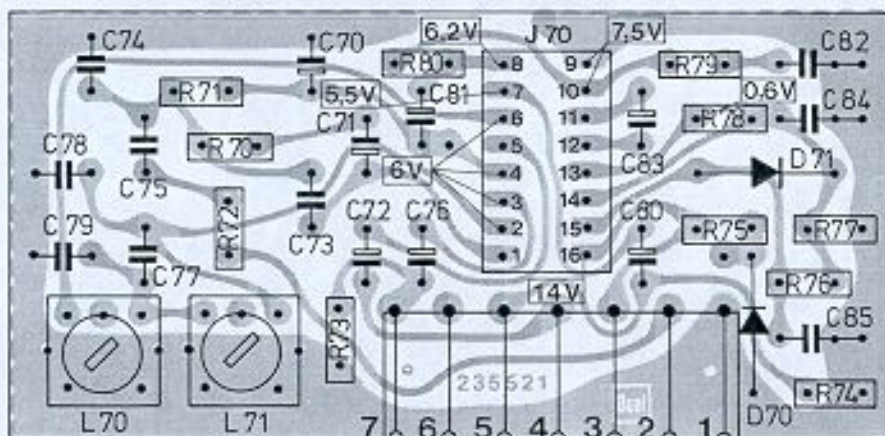 C74
C70
6,2V
J70
7,5V
C82
R80
8
9
R79
R71
5,5V
C81
7
10
0,6V
C84
C71
6
11
R78
C78
R70
5
12
C83
D71
C75
6V
4
13
3
14
C79
R72
C73
C72
C76
2
15
C80
R75
R77
C77
1
16
R76
14V
R73
C85
235521
Dual
R74
L70
L71
7
6
5
4
3
2
1
D70